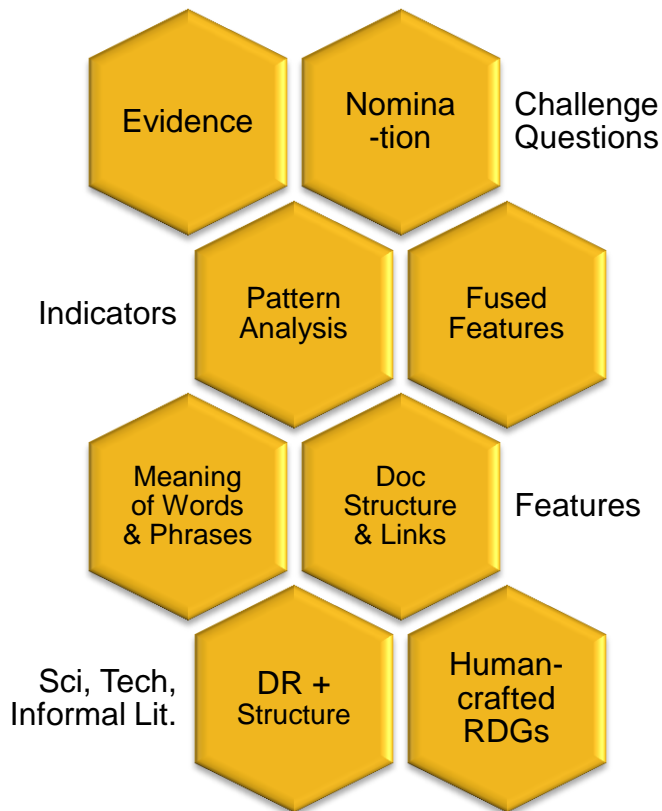 Evidence
Nomina
-tion
Challenge
Questions
Indicators
Pattern
Analysis
Fused
Features
Meaning
of Words
& Phrases
Doc
Structure
& Links
Features
Sci, Tech,
Informal Lit.
DR +
Structure
Human-
crafted
RDGs